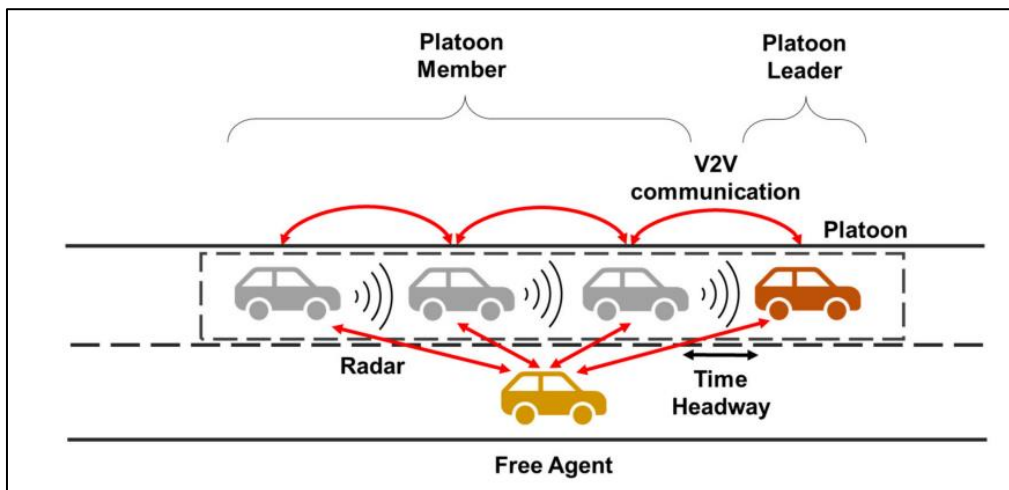 Platoon
Member
Platoon
Leader
V2V
communication
Platoon
Radar
Time
Headway
Free Agent